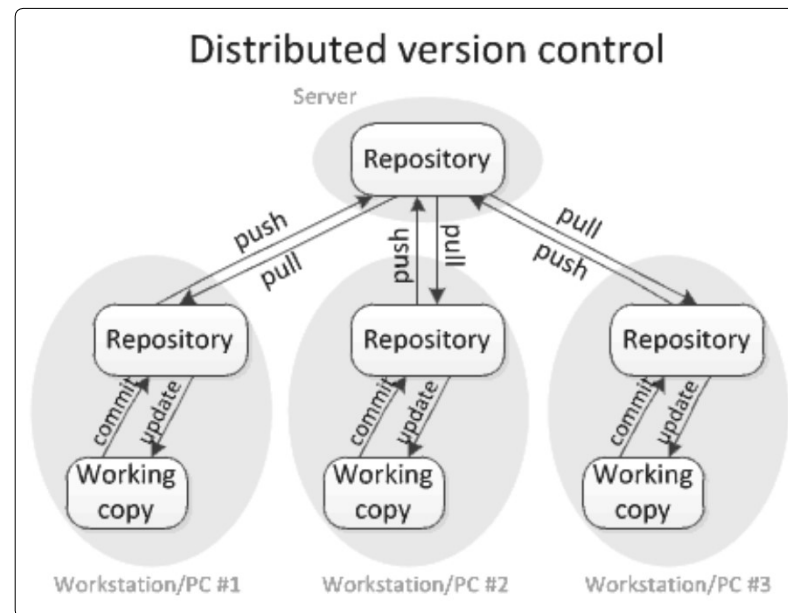 Distributed version control
Server
Repository
push
pull
push
pull
pull
push
Repository
commit
update
Working
copy
Workstation/PC #1
Repository
commit
update
Working
copy
Workstation/PC #2
Repository
commit
update
Working
copy
Workstation/PC #3